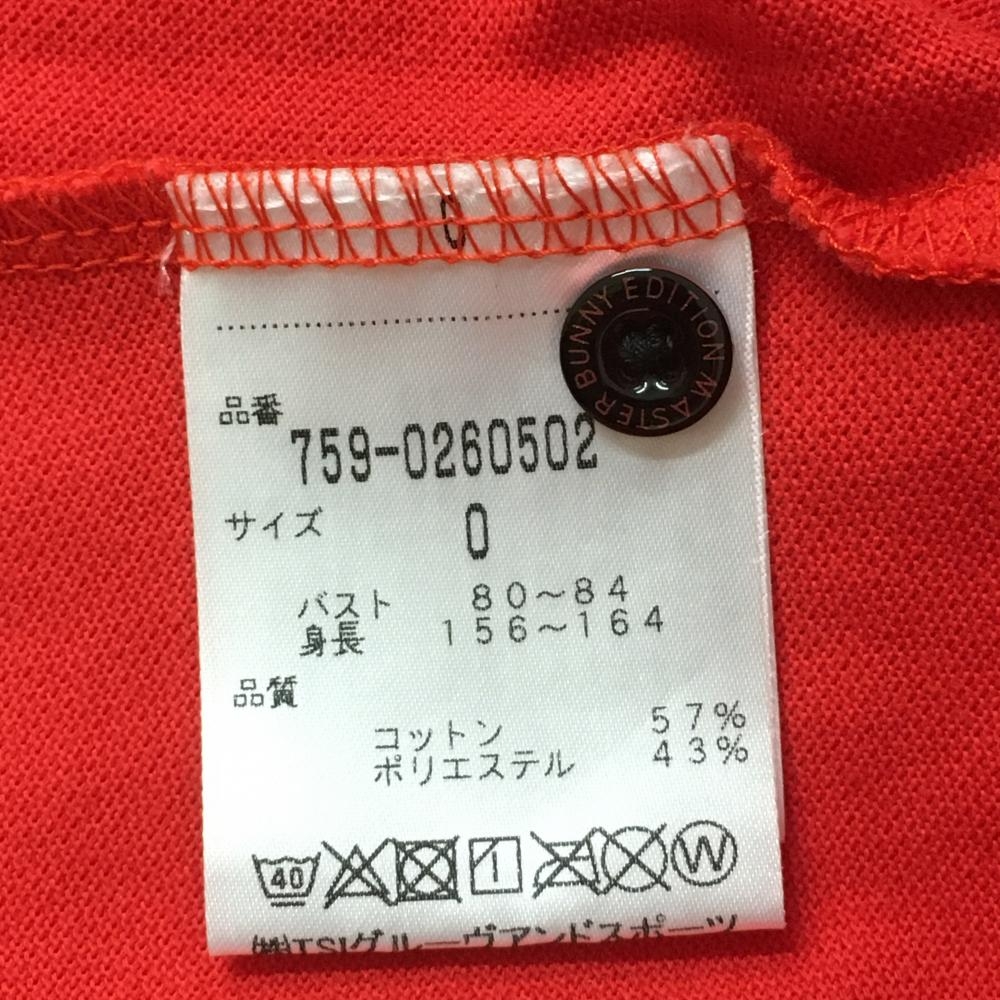 0
MASTER BUNNY EDITION
品番
759-0260502
サイズ 0
バスト 80~84
身長 156~164
品質
コットン 57%
ポリエステル 43%
40 W
㈱TSIグルーヴアンドスポーツ